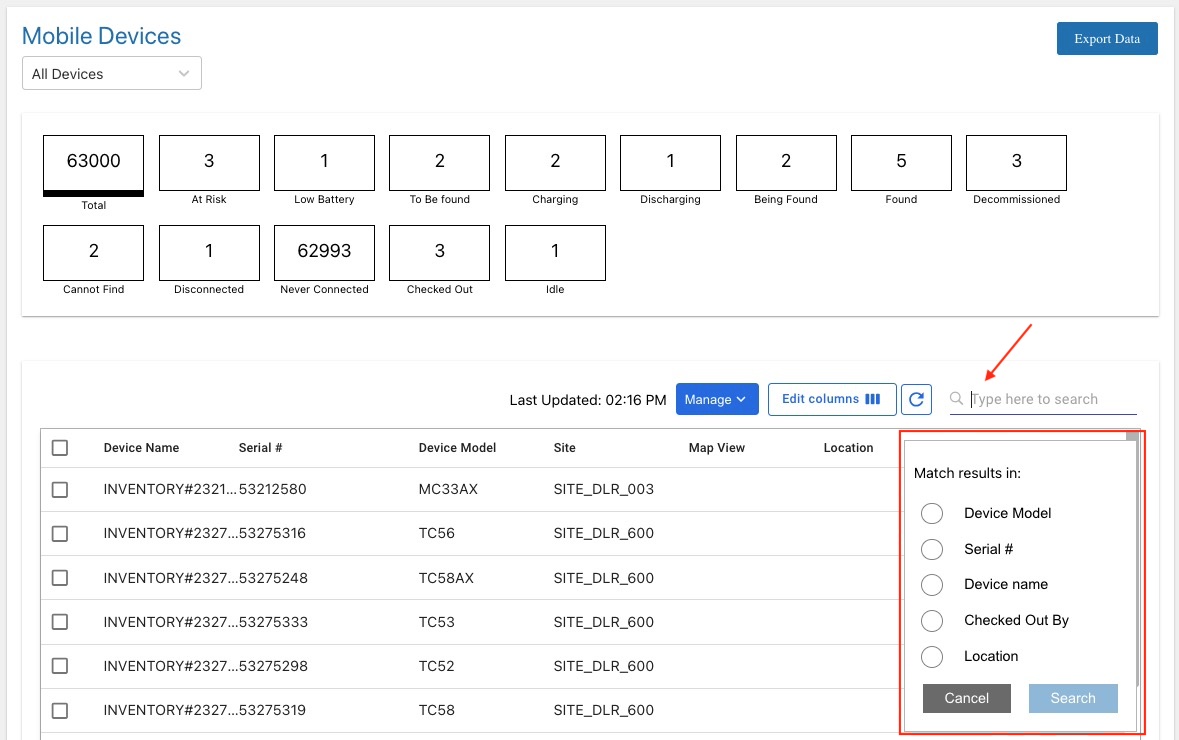 Mobile Devices
Export Data
All Devices
63000 3 1 2 2 1 2 5 3
Total At Risk Low Battery To Be found Charging Discharging Being Found Found Decommissioned
2 1 62993 3 1
Cannot Find Disconnected Never Connected Checked Out Idle
Last Updated: 02:16 PM Manage Edit columns Type here to search
Device Name Serial # Device Model Site Map View Location
INVENTORY#2321...53212580 MC33AX SITE_DLR_003
INVENTORY#2327...53275316 TC56 SITE_DLR_600
INVENTORY#2327...53275248 TC58AX SITE_DLR_600
INVENTORY#2327...53275333 TC53 SITE_DLR_600
INVENTORY#2327...53275298 TC52 SITE_DLR_600
INVENTORY#2327...53275319 TC58 SITE_DLR_600
Match results in:
Device Model
Serial #
Device name
Checked Out By
Location
Cancel Search